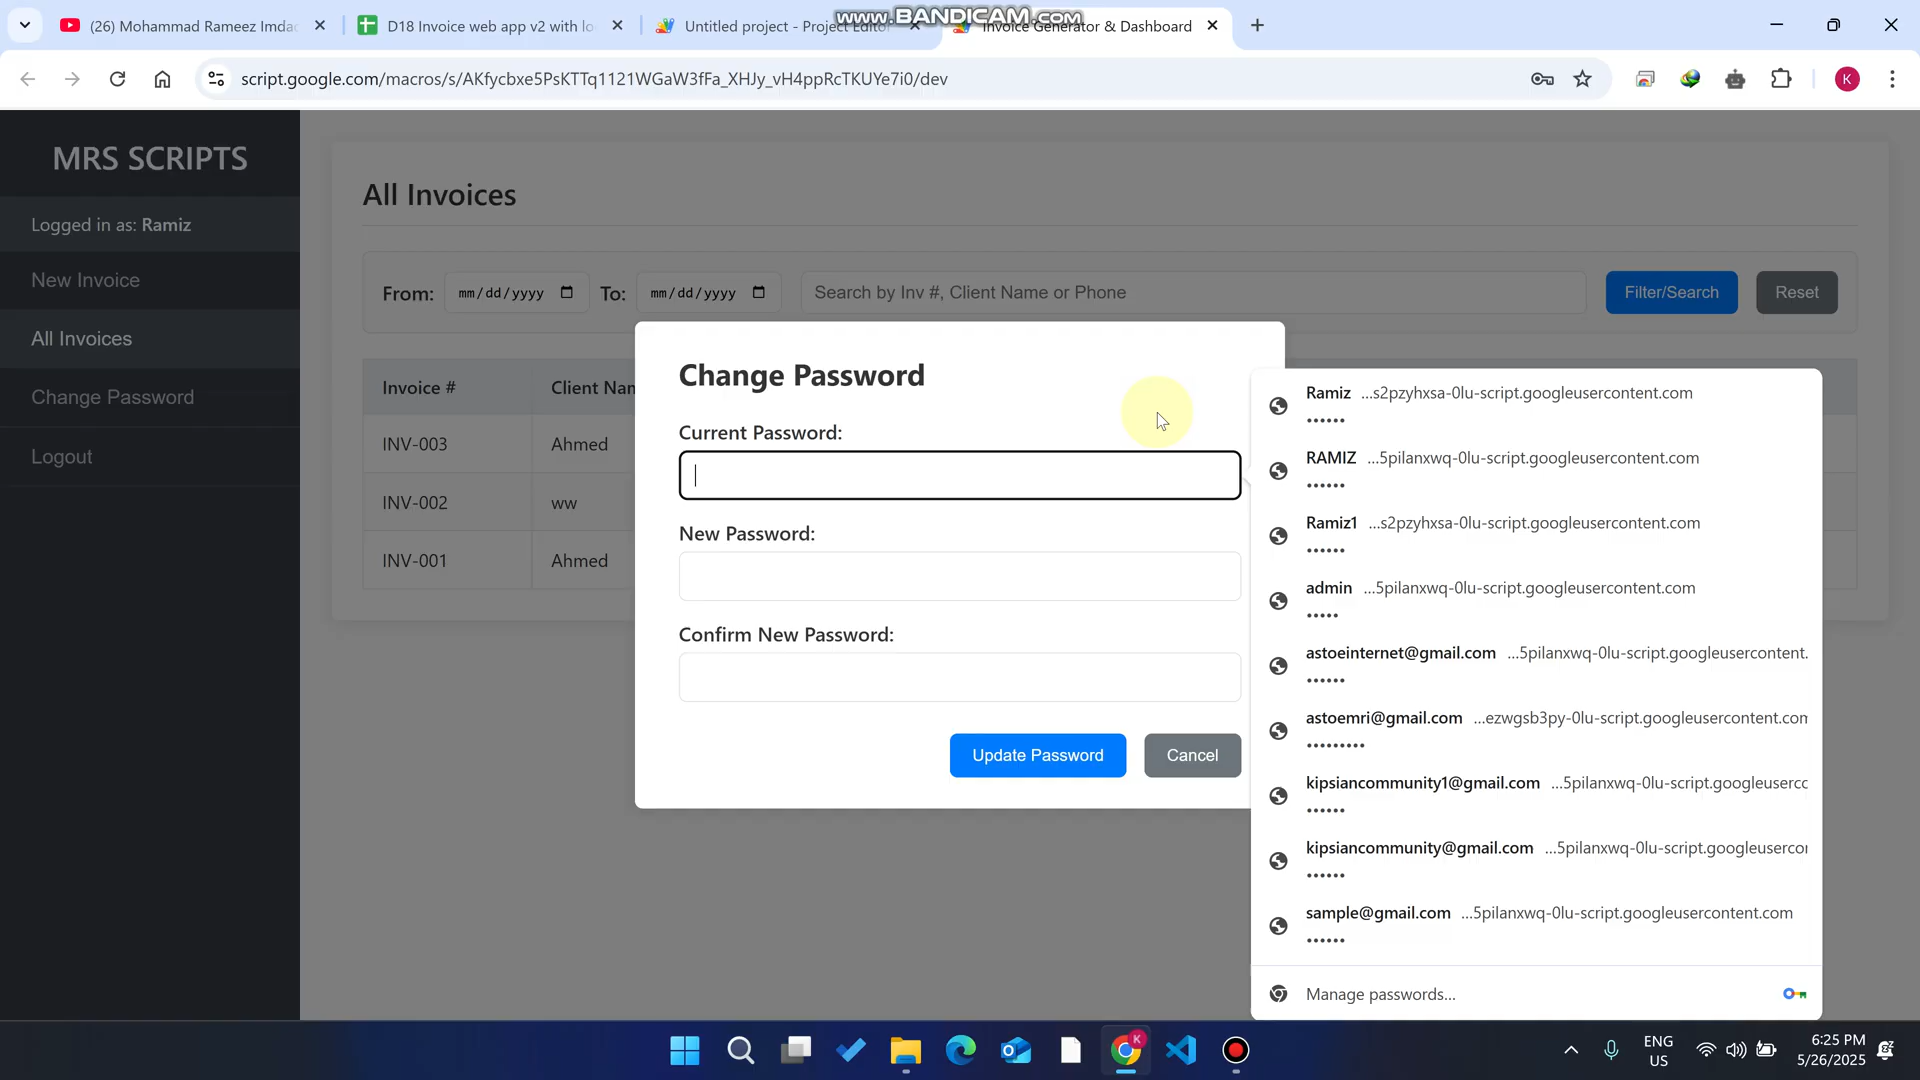 (26) Mohammad Rameez Imdad
D18 Invoice web app v2 with lo
Untitled project - Project Editor
Invoice Generator & Dashboard
www.BANDICAM.com
script.google.com/macros/s/AKfycbxe5PsKTTq1121WGaW3fFa_XHJy_vH4ppRcTKUYe7i0/dev
K
MRS SCRIPTS
Logged in as: Ramiz
New Invoice
All Invoices
Change Password
Logout
All Invoices
From: mm/dd/yyyy To: mm/dd/yyyy Search by Inv #, Client Name or Phone Filter/Search Reset
Invoice # Client Nam
INV-003 Ahmed
INV-002 ww
INV-001 Ahmed
Change Password
Current Password:
New Password:
Confirm New Password:
Update Password Cancel
Ramiz ...s2pzyhxsa-0lu-script.googleusercontent.com
••••••
RAMIZ ...5pilanxwq-0lu-script.googleusercontent.com
••••••
Ramiz1 ...s2pzyhxsa-0lu-script.googleusercontent.com
••••••
admin ...5pilanxwq-0lu-script.googleusercontent.com
•••••
astoeinternet@gmail.com ...5pilanxwq-0lu-script.googleusercontent.
••••••
astoemri@gmail.com ...ezwgsb3py-0lu-script.googleusercontent.com
•••••••••
kipsiancommunity1@gmail.com ...5pilanxwq-0lu-script.googleuserco
••••••
kipsiancommunity@gmail.com ...5pilanxwq-0lu-script.googleusercon
••••••
sample@gmail.com ...5pilanxwq-0lu-script.googleusercontent.com
••••••
Manage passwords...
K
ENG
US
6:25 PM
5/26/2025